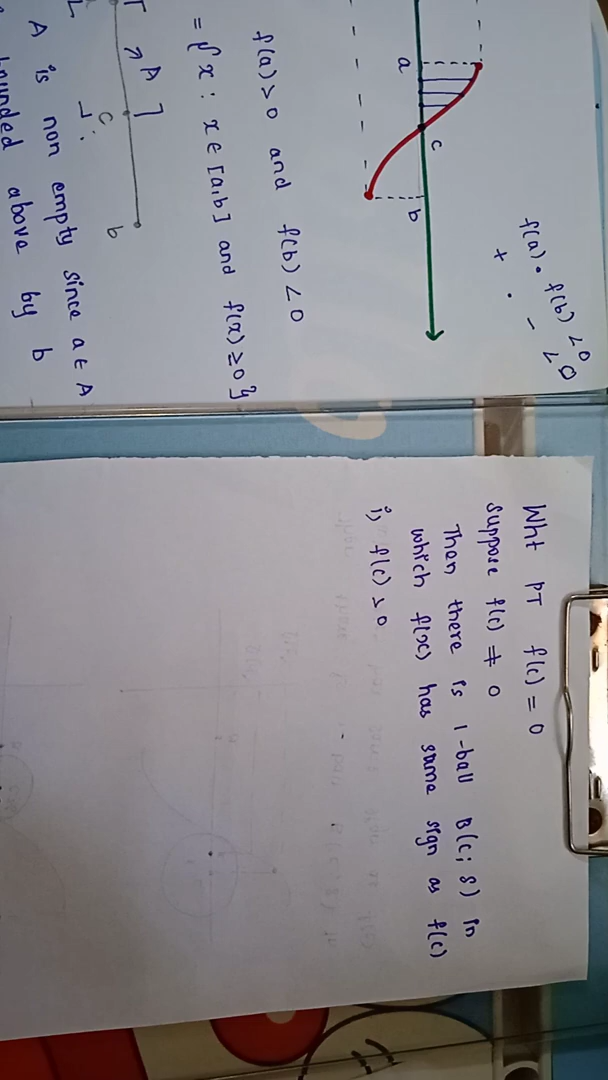 f(a) • f(b) < 0
+ • - < 0
a
c
b
f(a) > 0 and f(b) < 0
= { x : x ∈ [a,b] and f(x) ≥ 0 }
A ]
c
b
A is non empty since a ∈ A
above by b
Wht PT f(c) = 0
Suppose f(c) ≠ 0
Then there is 1-ball B(c; δ) in
which f(x) has same sign as f(c)
i) f(c) > 0